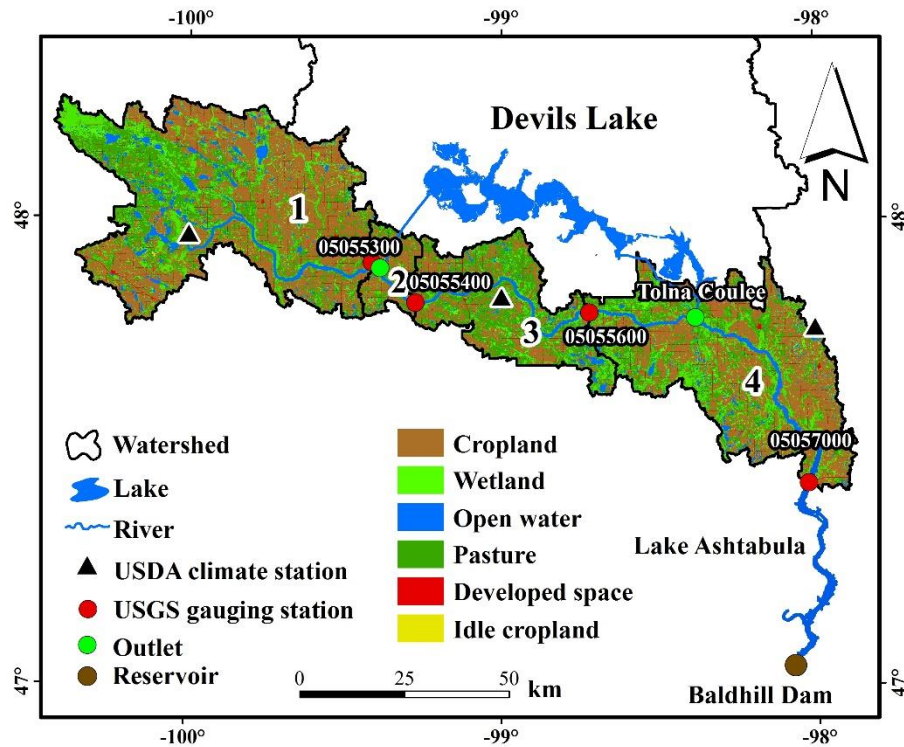 -100°
-99°
-98°
Devils Lake
N
48°
48°
1
05055300
2
05055400
Tolna Coulee
3
05055600
4
05057000
Watershed
Lake
River
USDA climate station
USGS gauging station
Outlet
Reservoir
Cropland
Wetland
Open water
Pasture
Developed space
Idle cropland
Lake Ashtabula
0 25 50
km
Baldhill Dam
47°
47°
-100°
-99°
-98°